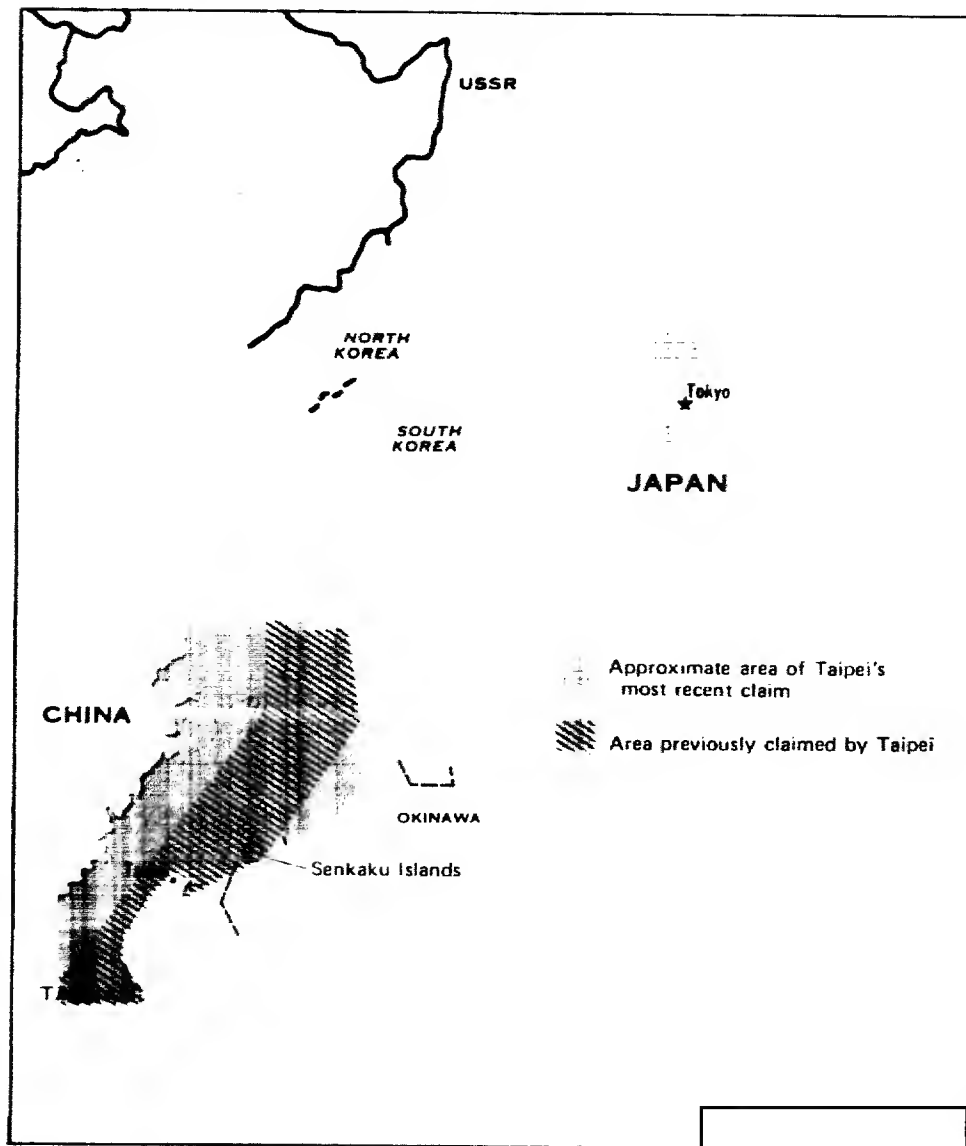 USSR
NORTH
KOREA
Tokyo
SOUTH
KOREA
JAPAN
Approximate area of Taipei's
most recent claim
CHINA
Area previously claimed by Taipei
OKINAWA
Senkaku Islands